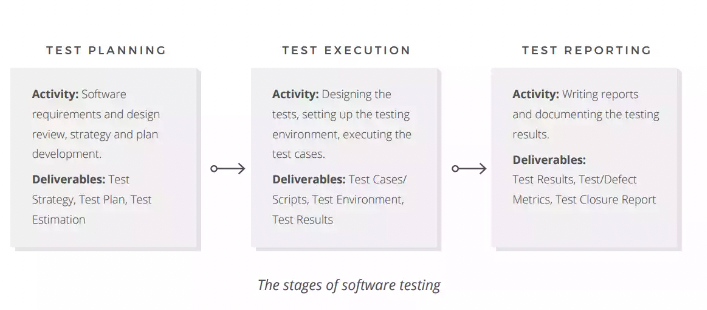 TEST PLANNING
Activity: Software
requirements and design
review, strategy and plan
development.
Deliverables: Test
Strategy, Test Plan, Test
Estimation
TEST EXECUTION
Activity: Designing the
tests, setting up the testing
environment, executing the
test cases.
Deliverables: Test Cases/
Scripts, Test Environment,
Test Results
TEST REPORTING
Activity: Writing reports
and documenting the testing
results.
Deliverables:
Test Results, Test/Defect
Metrics, Test Closure Report
The stages of software testing